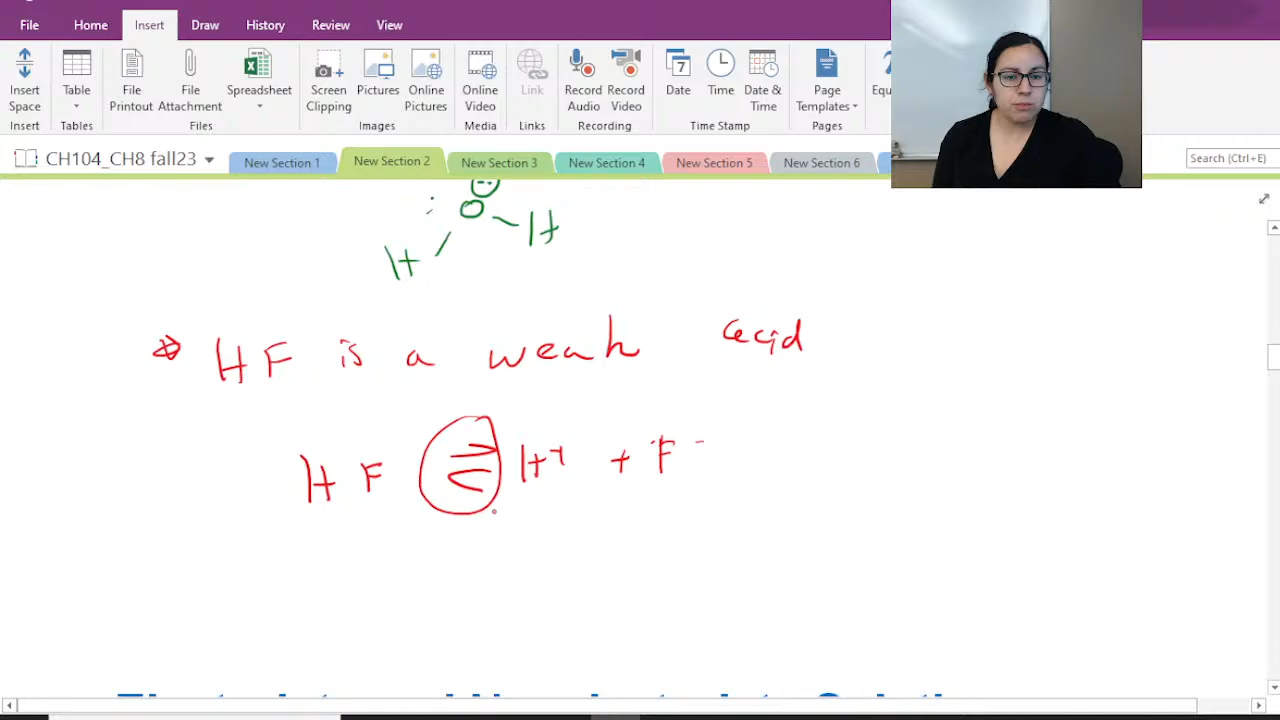 File Home Insert Draw History Review View
Insert Space Table File Printout File Attachment Spreadsheet Screen Clipping Pictures Online Pictures Online Video Link Record Audio Record Video Date Time Date & Time Page Templates
Insert Tables Files Images Media Links Recording Time Stamp Pages
CH104_CH8 fall23 New Section 1 New Section 2 New Section 3 New Section 4 New Section 5 New Section 6 Search (Ctrl+E)
O
H H
HF is a weak acid
HF ⇌ H+ + F-